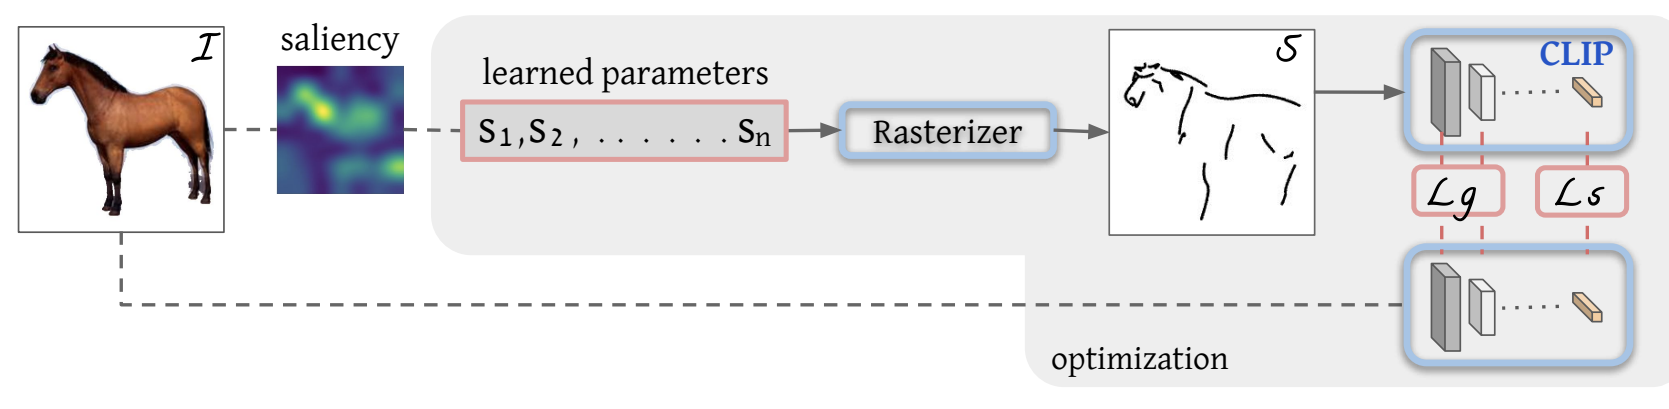 I
saliency
learned parameters
S1,S2, . . . . . . Sn
Rasterizer
S
CLIP
Lg
Ls
optimization